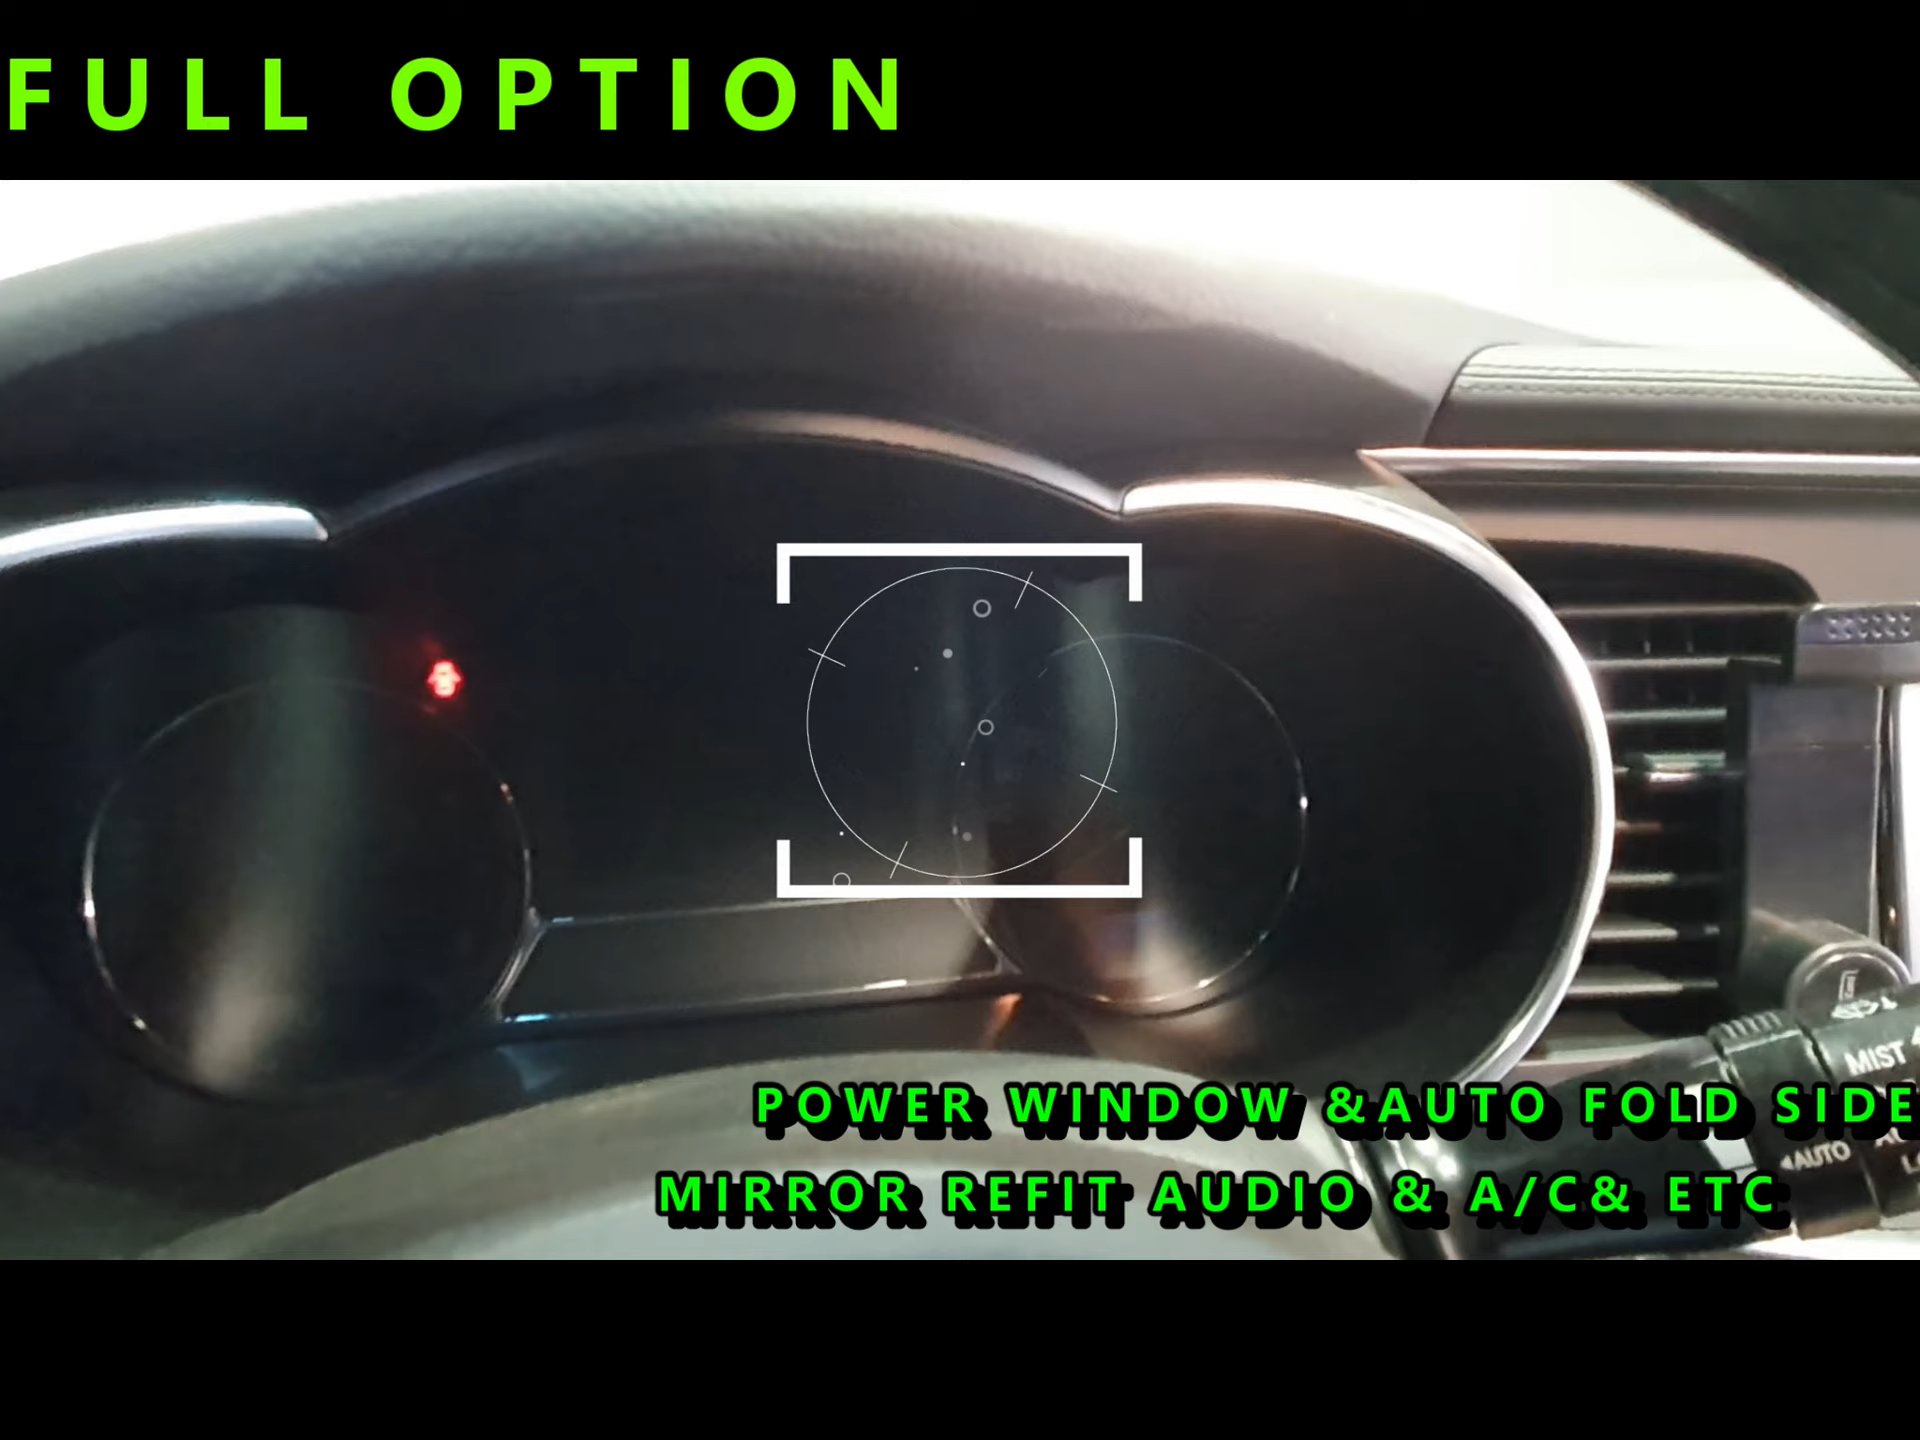 FULL OPTION
POWER WINDOW &AUTO FOLD SIDE
MIRROR REFIT AUDIO & A/C& ETC
MIST
AUTO